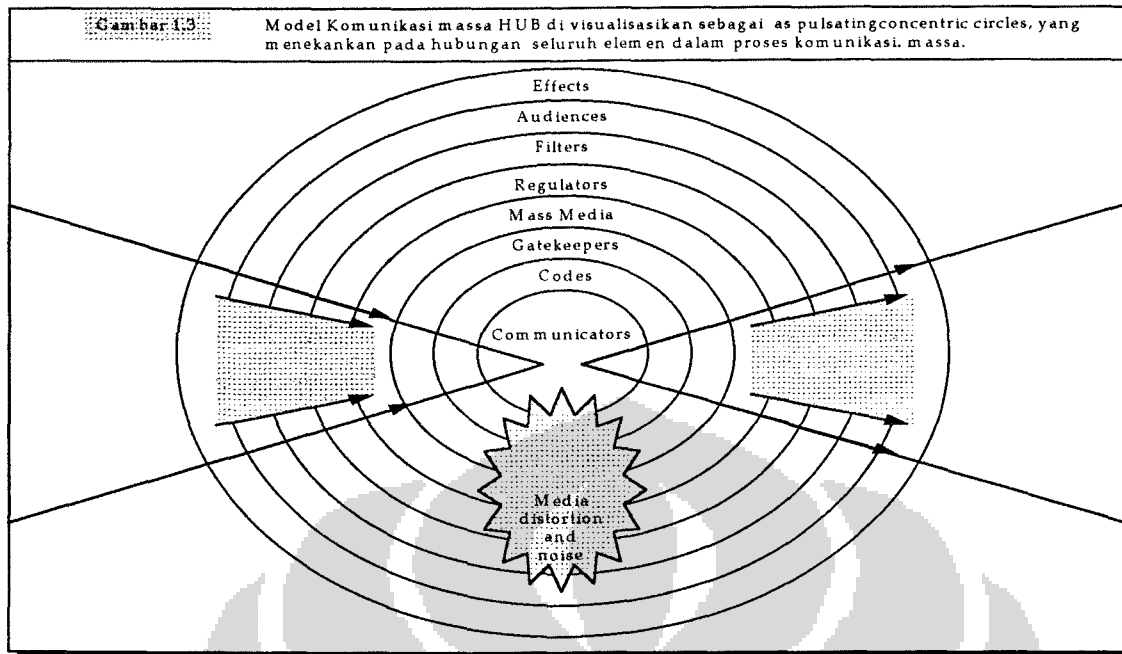 Gambar 1.3
Model Komunikasi massa HUB di visualisasikan sebagai as pulsatingconcentric circles, yang
menekankan pada hubungan seluruh elemen dalam proses komunikasi. massa.
Effects
Audiences
Filters
Regulators
Mass Media
Gatekeepers
Codes
Communicators
Media
distortion
and
noise